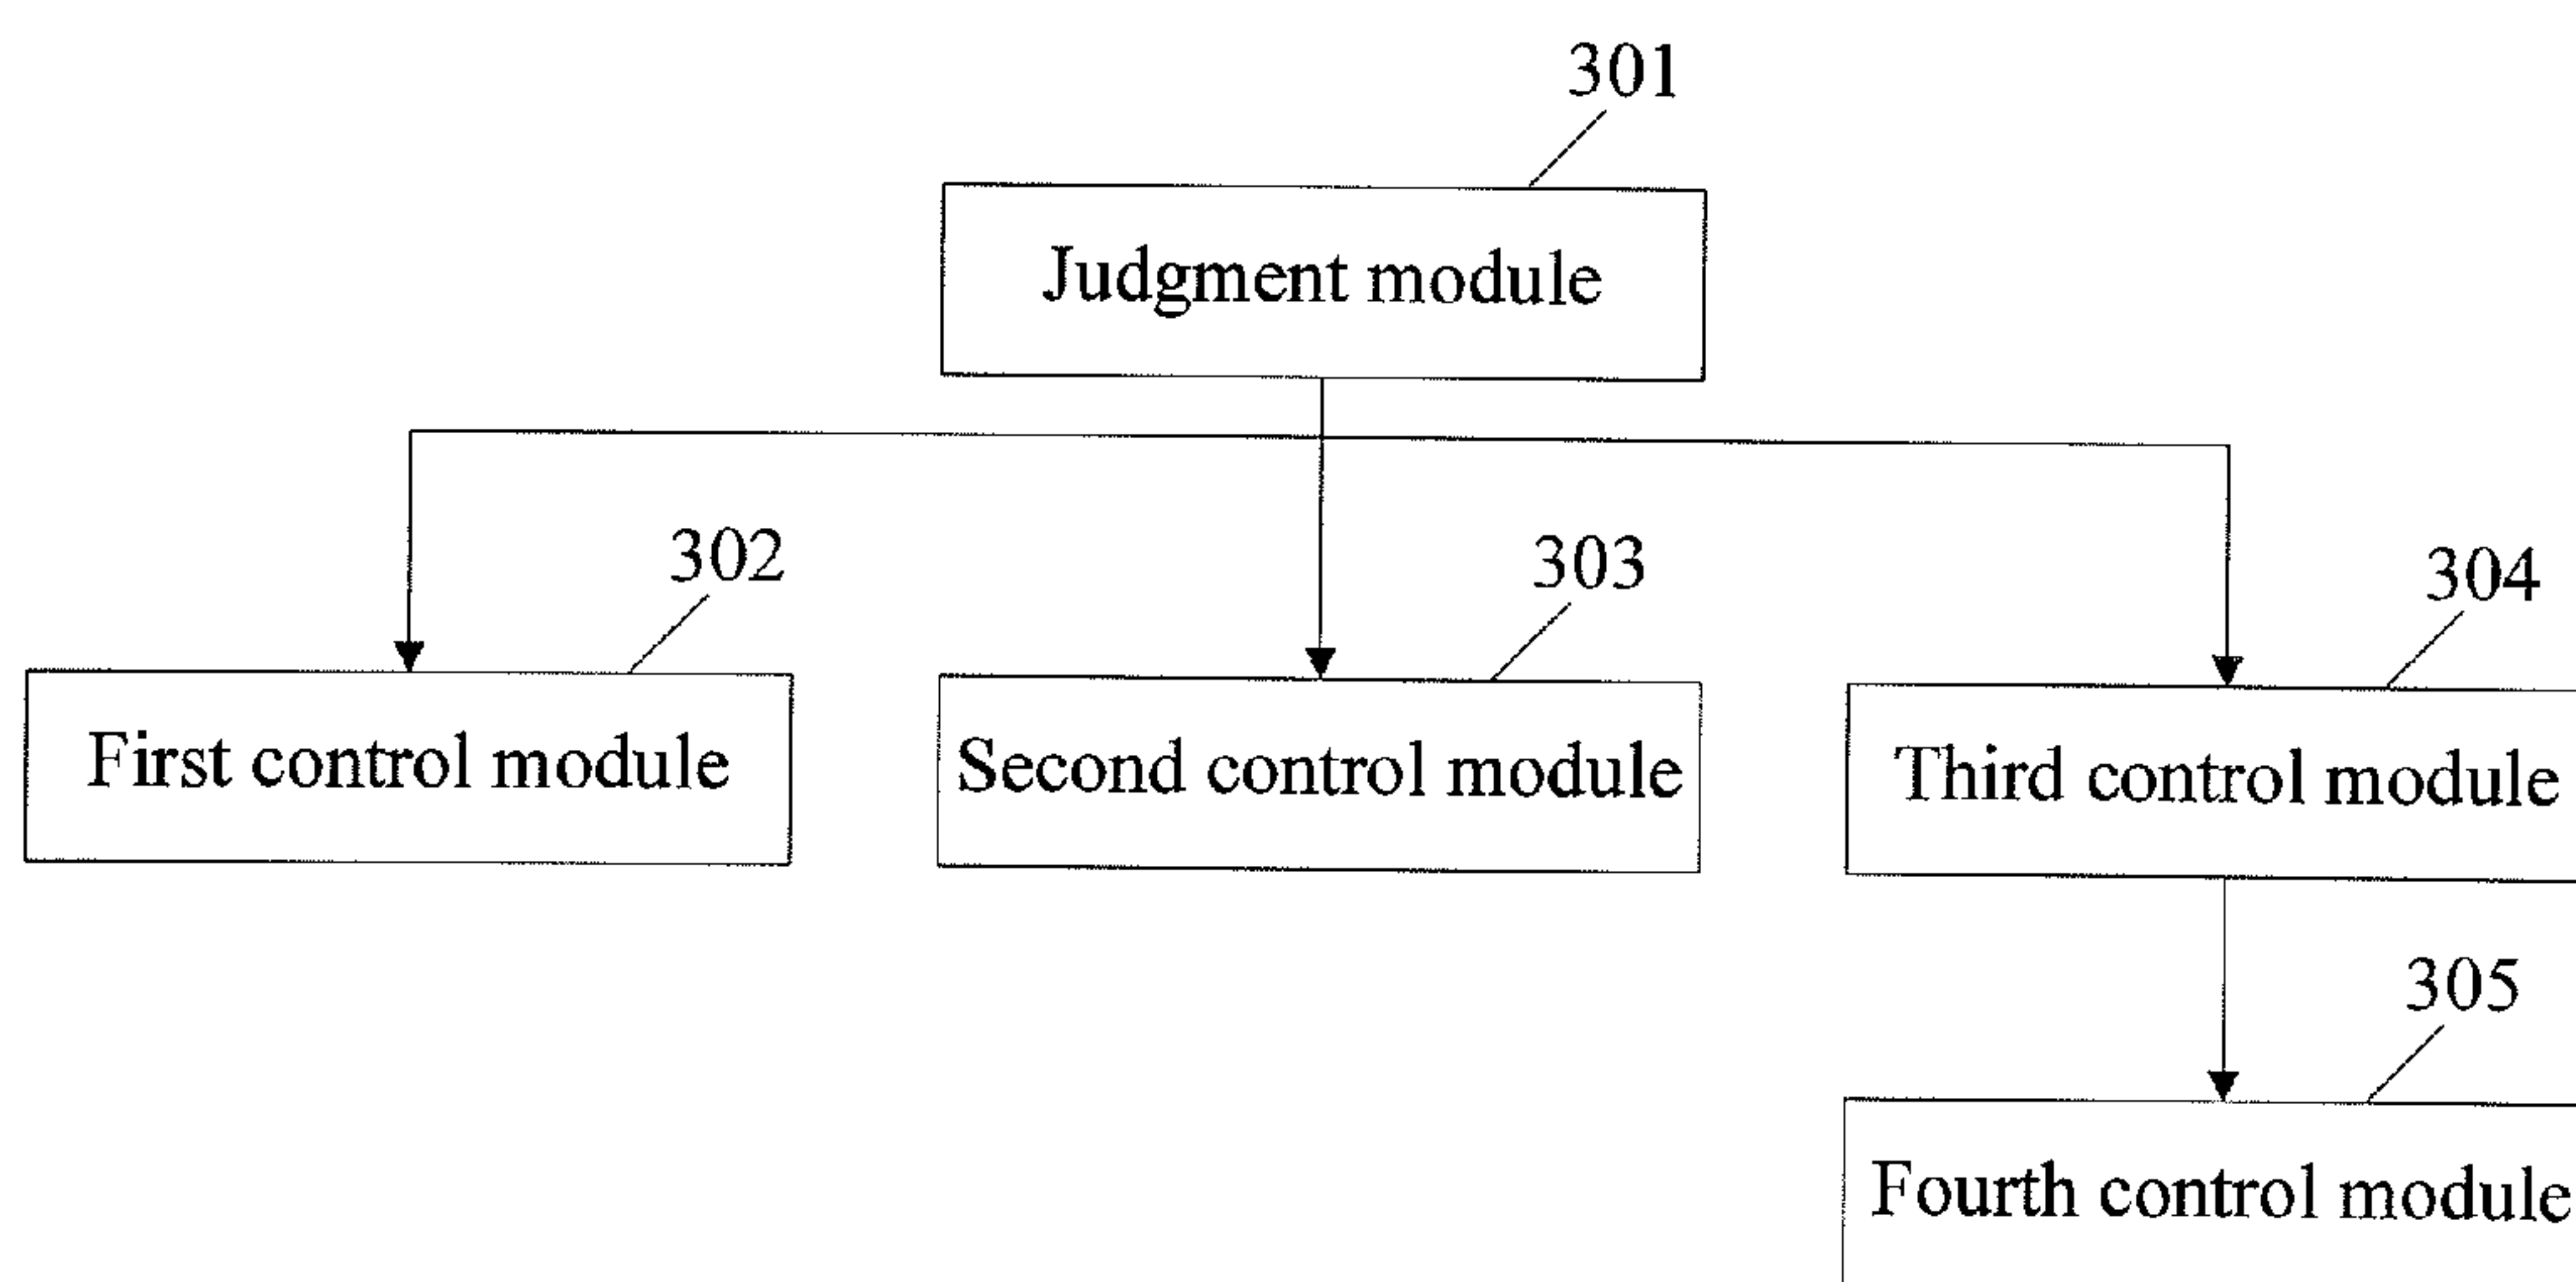 301
Judgment module
302
303
304
First control module
Second control module
Third control module
305
Fourth control module